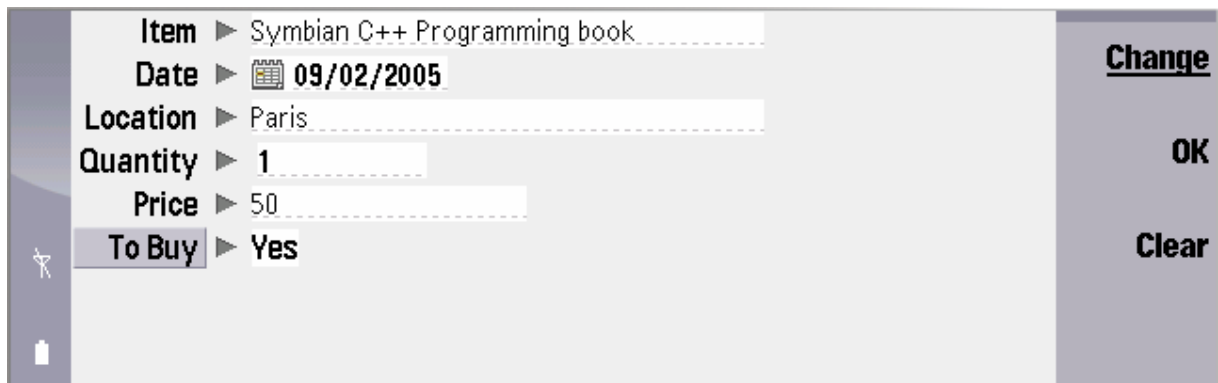 Item Symbian C++ Programming book
Date 09/02/2005
Location Paris
Quantity 1
Price 50
To Buy Yes
Change
OK
Clear